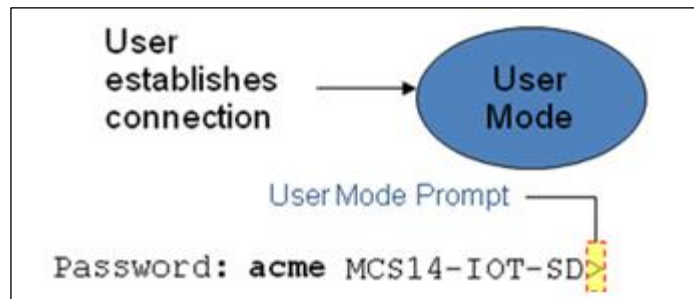 User
establishes
connection
User
Mode
User Mode Prompt
Password: acme MCS14-IOT-SD>